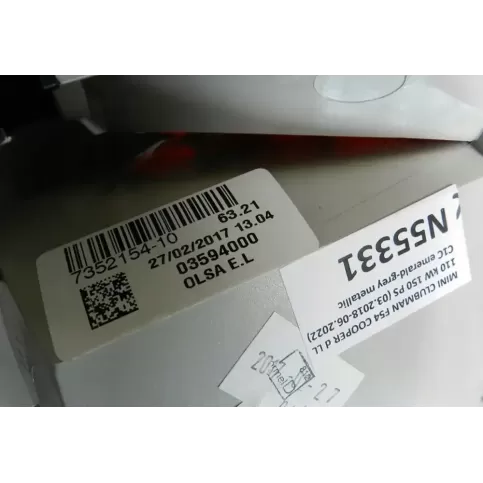 63.21
7352154-10
27/02/2017 13.04
03594000
OLSA E.L
N55331
MINI CLUBMAN F54 COOPER d LL
110 KW 150 PS (03.2018-06.2022)
C1C emerald-grey metallic